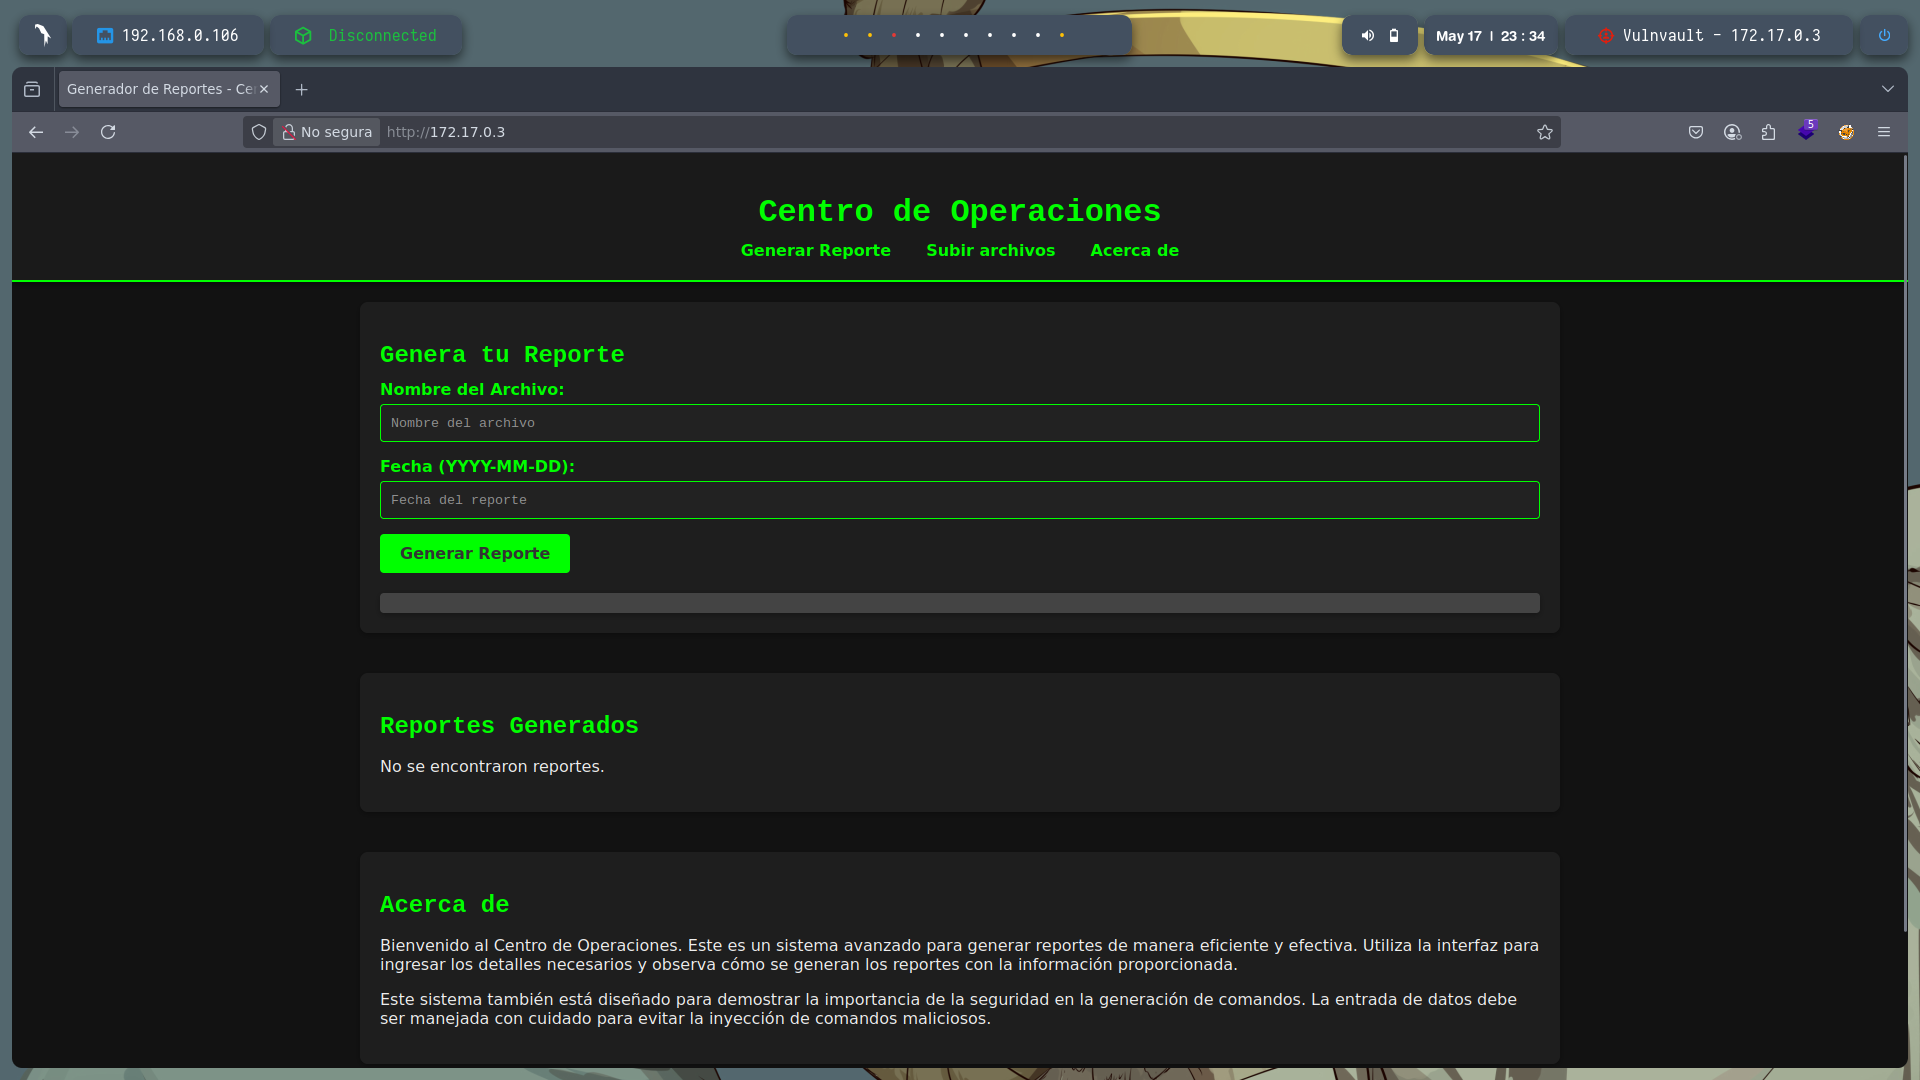 192.168.0.106
Disconnected
May 17 | 23 : 34
Vulnvault - 172.17.0.3
Generador de Reportes - Ce
No segura
http://172.17.0.3
5
Centro de Operaciones
Generar Reporte
Subir archivos
Acerca de
Genera tu Reporte
Nombre del Archivo:
Nombre del archivo
Fecha (YYYY-MM-DD):
Fecha del reporte
Generar Reporte
Reportes Generados
No se encontraron reportes.
Acerca de
Bienvenido al Centro de Operaciones. Este es un sistema avanzado para generar reportes de manera eficiente y efectiva. Utiliza la interfaz para
ingresar los detalles necesarios y observa cómo se generan los reportes con la información proporcionada.
Este sistema también está diseñado para demostrar la importancia de la seguridad en la generación de comandos. La entrada de datos debe
ser manejada con cuidado para evitar la inyección de comandos maliciosos.